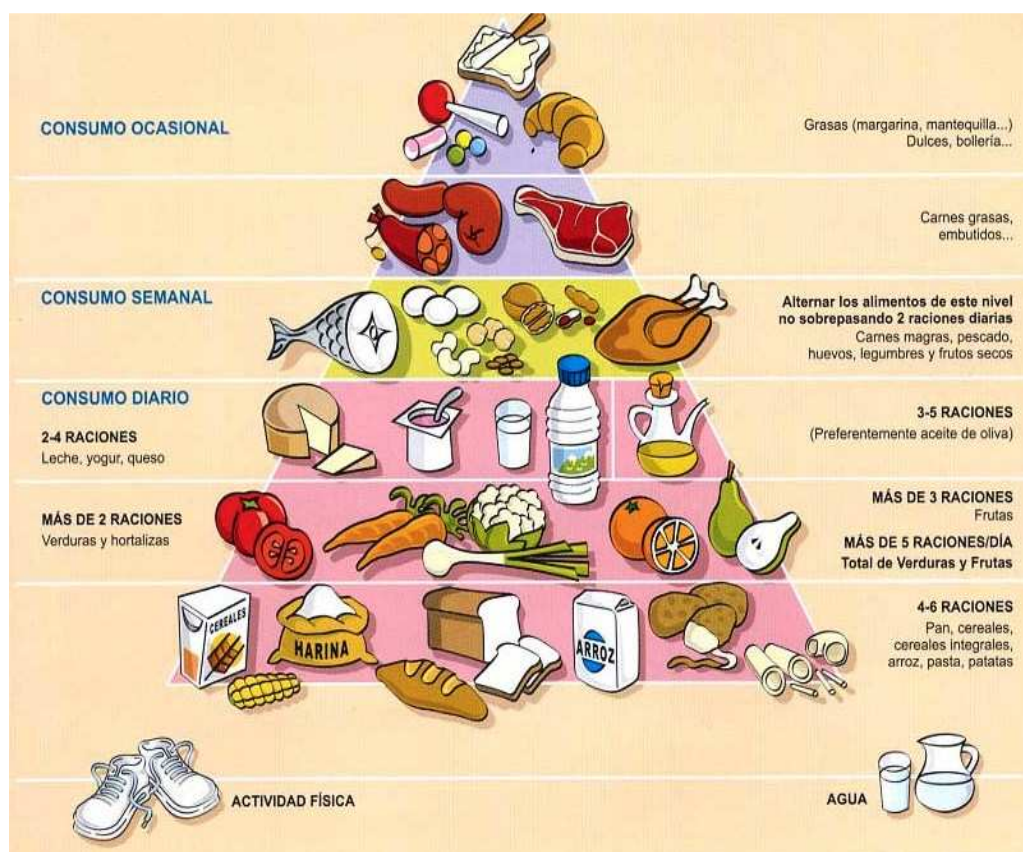 CONSUMO OCASIONAL
Grasas (margarina, mantequilla...)
Dulces, bollería...
Carnes grasas,
embutidos...
CONSUMO SEMANAL
Alternar los alimentos de este nivel
no sobrepasando 2 raciones diarias
Carnes magras, pescado,
huevos, legumbres y frutos secos
CONSUMO DIARIO
2-4 RACIONES
Leche, yogur, queso
3-5 RACIONES
(Preferentemente aceite de oliva)
MÁS DE 2 RACIONES
Verduras y hortalizas
MÁS DE 3 RACIONES
Frutas
MÁS DE 5 RACIONES/DÍA
Total de Verduras y Frutas
CEREALES
HARINA
ARROZ
4-6 RACIONES
Pan, cereales,
cereales integrales,
arroz, pasta, patatas
ACTIVIDAD FÍSICA
AGUA